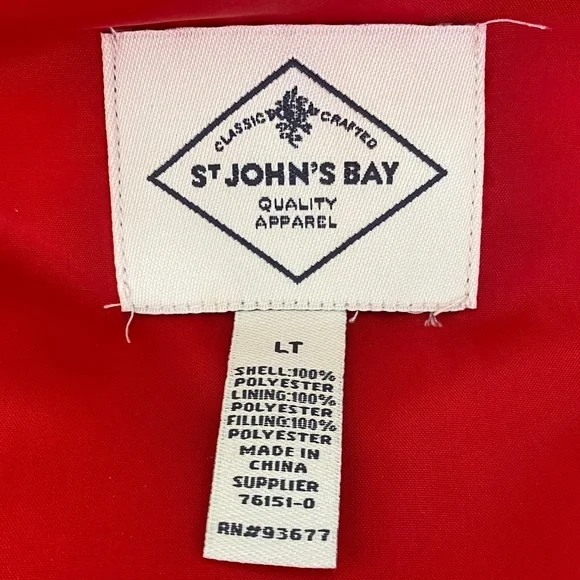 CLASSIC CRAFTED
ST JOHN'S BAY
QUALITY
APPAREL
LT
SHELL:100%
POLYESTER
LINING:100%
POLYESTER
FILLING:100%
POLYESTER
MADE IN
CHINA
SUPPLIER
76151-0
RN#93677